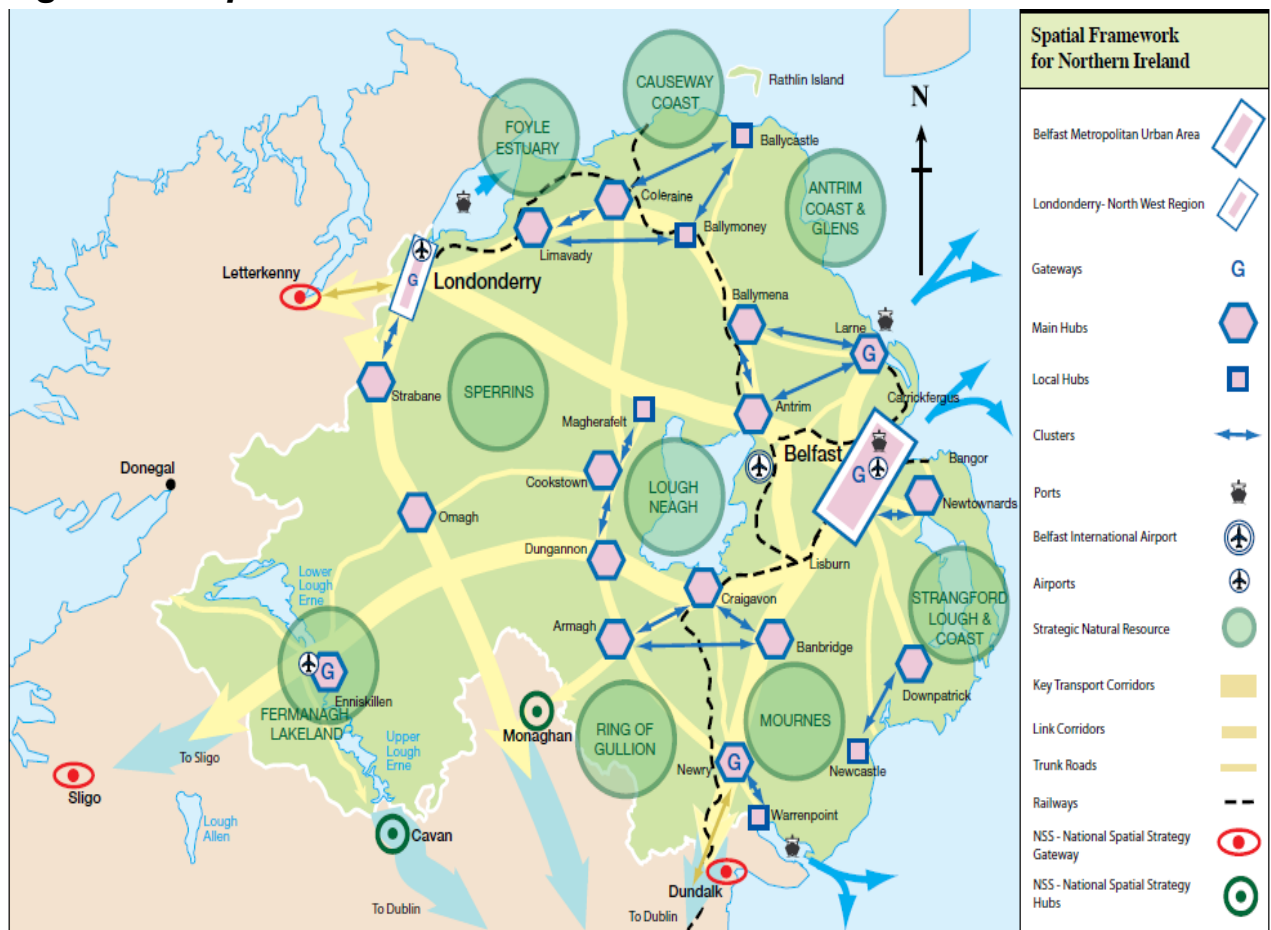 Spatial Framework
for Northern Ireland
Belfast Metropolitan Urban Area
Londonderry- North West Region
Gateways
G
Main Hubs
Local Hubs
Clusters
Ports
Belfast International Airport
Airports
Strategic Natural Resource
Key Transport Corridors
Link Corridors
Trunk Roads
Railways
NSS - National Spatial Strategy
Gateway
NSS - National Spatial Strategy
Hubs
N
CAUSEWAY
COAST
Rathlin Island
FOYLE
ESTUARY
Ballycastle
ANTRIM
COAST &
GLENS
Coleraine
Ballymoney
Limavady
Letterkenny
G
Londonderry
Ballymena
Larne
G
Strabane
SPERRINS
Carrickfergus
Antrim
Magherafelt
Belfast
G
Bangor
Donegal
Cookstown
LOUGH
NEAGH
Newtownards
Omagh
Dungannon
Lisburn
Lower
Lough
Erne
Craigavon
STRANGFORD
LOUGH &
COAST
Armagh
Banbridge
G
Enniskillen
Downpatrick
FERMANAGH
LAKELAND
Monaghan
RING OF
GULLION
MOURNES
Upper
Lough
Erne
To Sligo
Newry
G
Newcastle
Sligo
Lough
Allen
Cavan
Warrenpoint
Dundalk
To Dublin
To Dublin